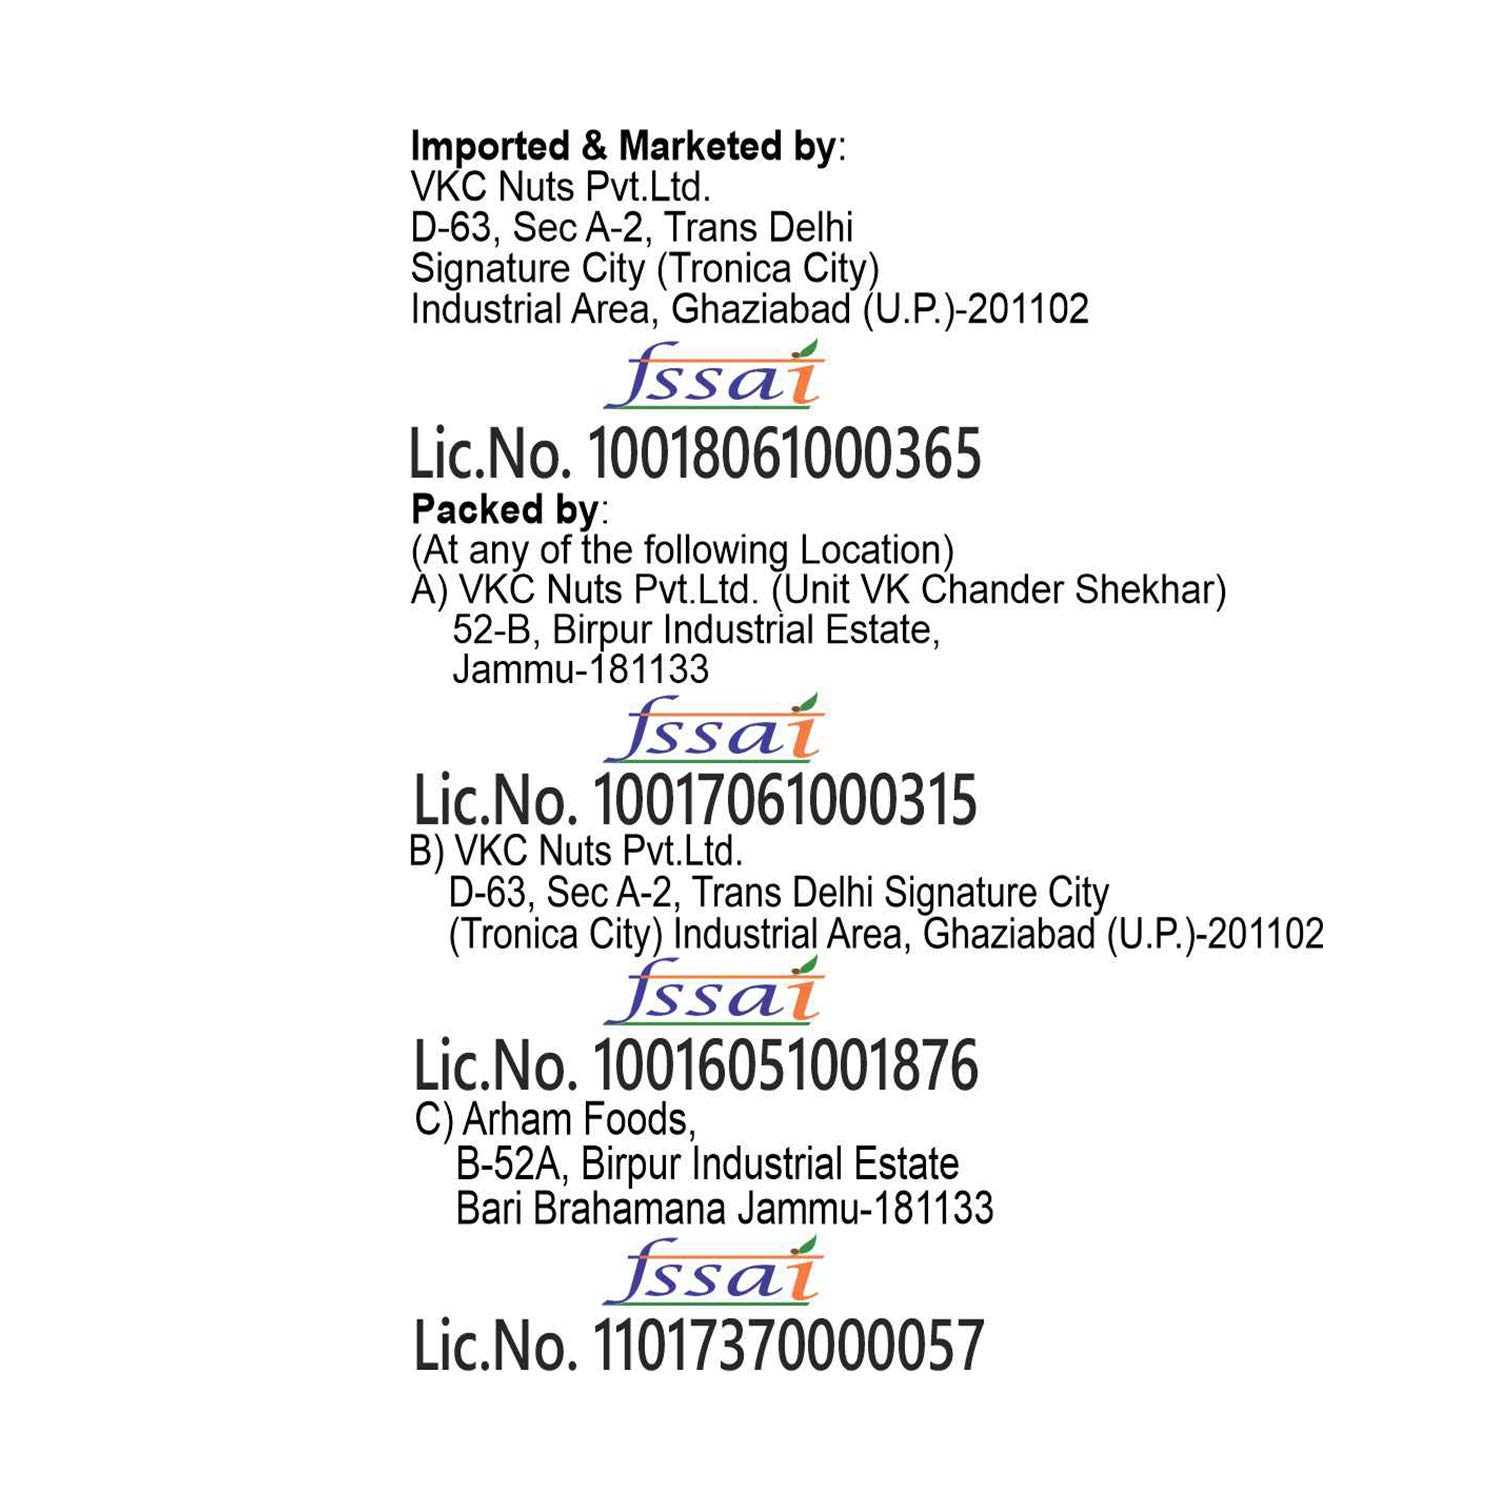 Imported & Marketed by:
VKC Nuts Pvt.Ltd.
D-63, Sec A-2, Trans Delhi
Signature City (Tronica City)
Industrial Area, Ghaziabad (U.P.)-201102
fssai
Lic.No. 10018061000365
Packed by:
(At any of the following Location)
A) VKC Nuts Pvt.Ltd. (Unit VK Chander Shekhar)
52-B, Birpur Industrial Estate,
Jammu-181133
fssai
Lic.No. 10017061000315
B) VKC Nuts Pvt.Ltd.
D-63, Sec A-2, Trans Delhi Signature City
(Tronica City) Industrial Area, Ghaziabad (U.P.)-201102
fssai
Lic.No. 10016051001876
C) Arham Foods,
B-52A, Birpur Industrial Estate
Bari Brahamana Jammu-181133
fssai
Lic.No. 11017370000057